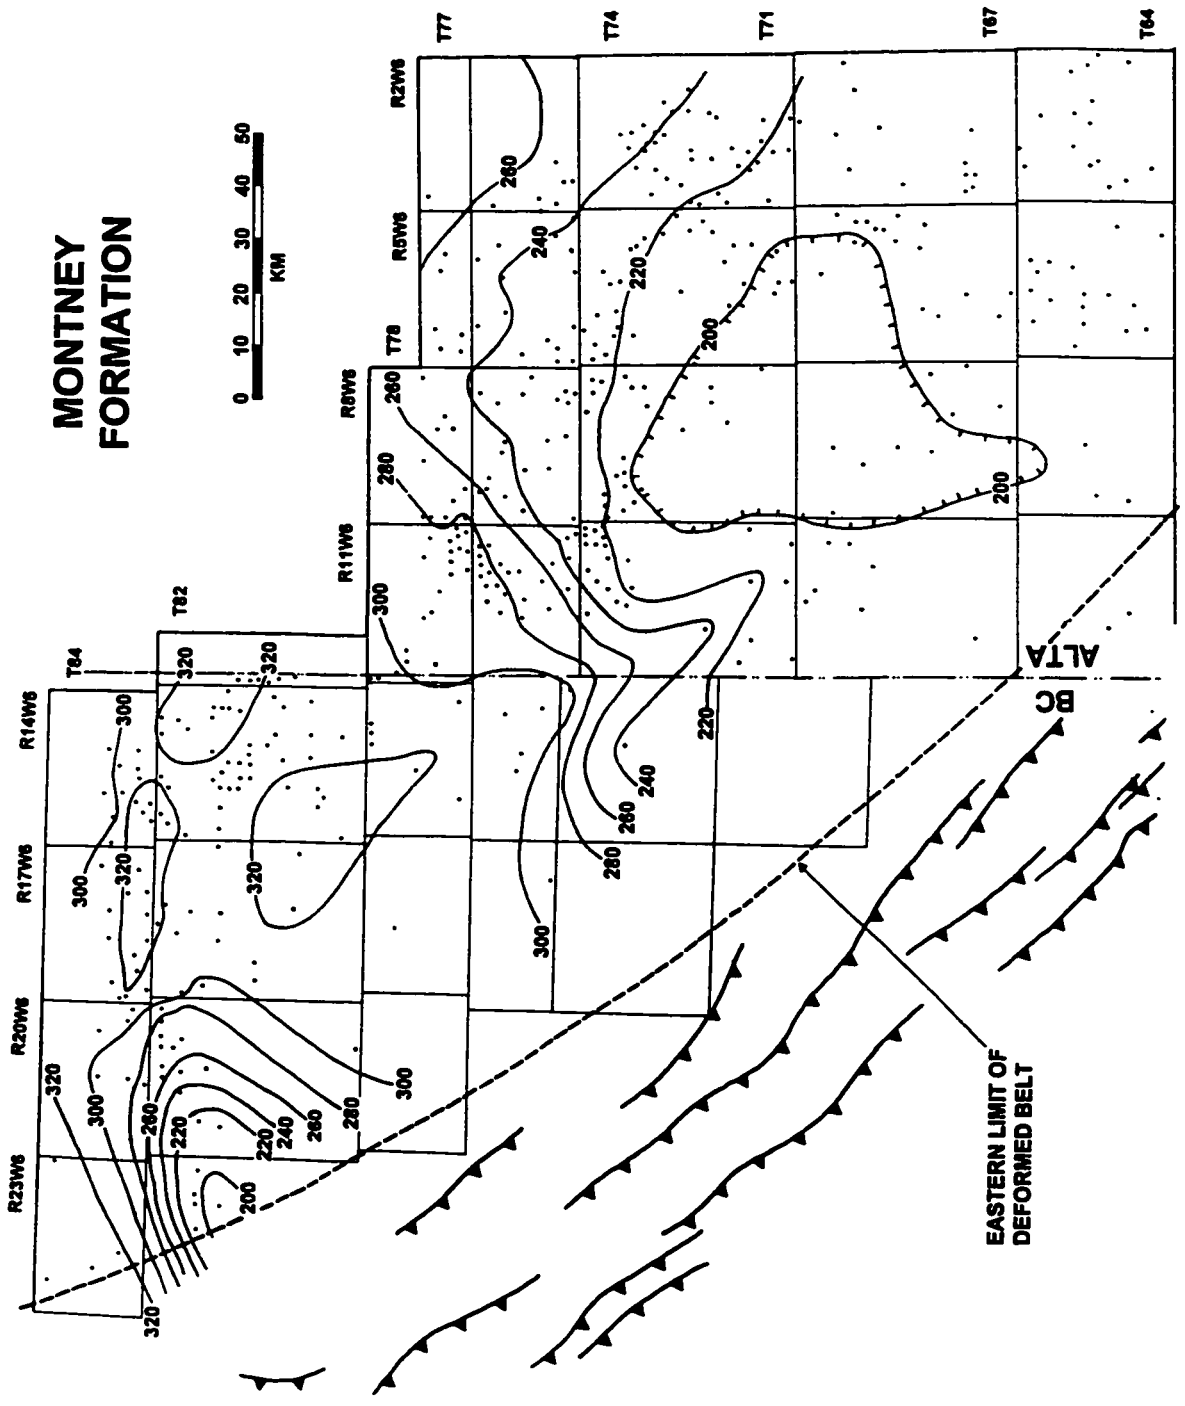 MONTNEY
FORMATION
0 10 20 30 40 50
KM
T77
T74
T71
T67
T64
R2W6
R5W6
T78
R8W6
R11W6
T82
T84
R14W6
R17W6
R20W6
R23W6
260
240
220
200
200
260
280
300
320
320
300
300
320
320
220
240
260
280
300
320
300
260
220
220
240
260
280
300
200
320
ALTA
BC
EASTERN LIMIT OF
DEFORMED BELT